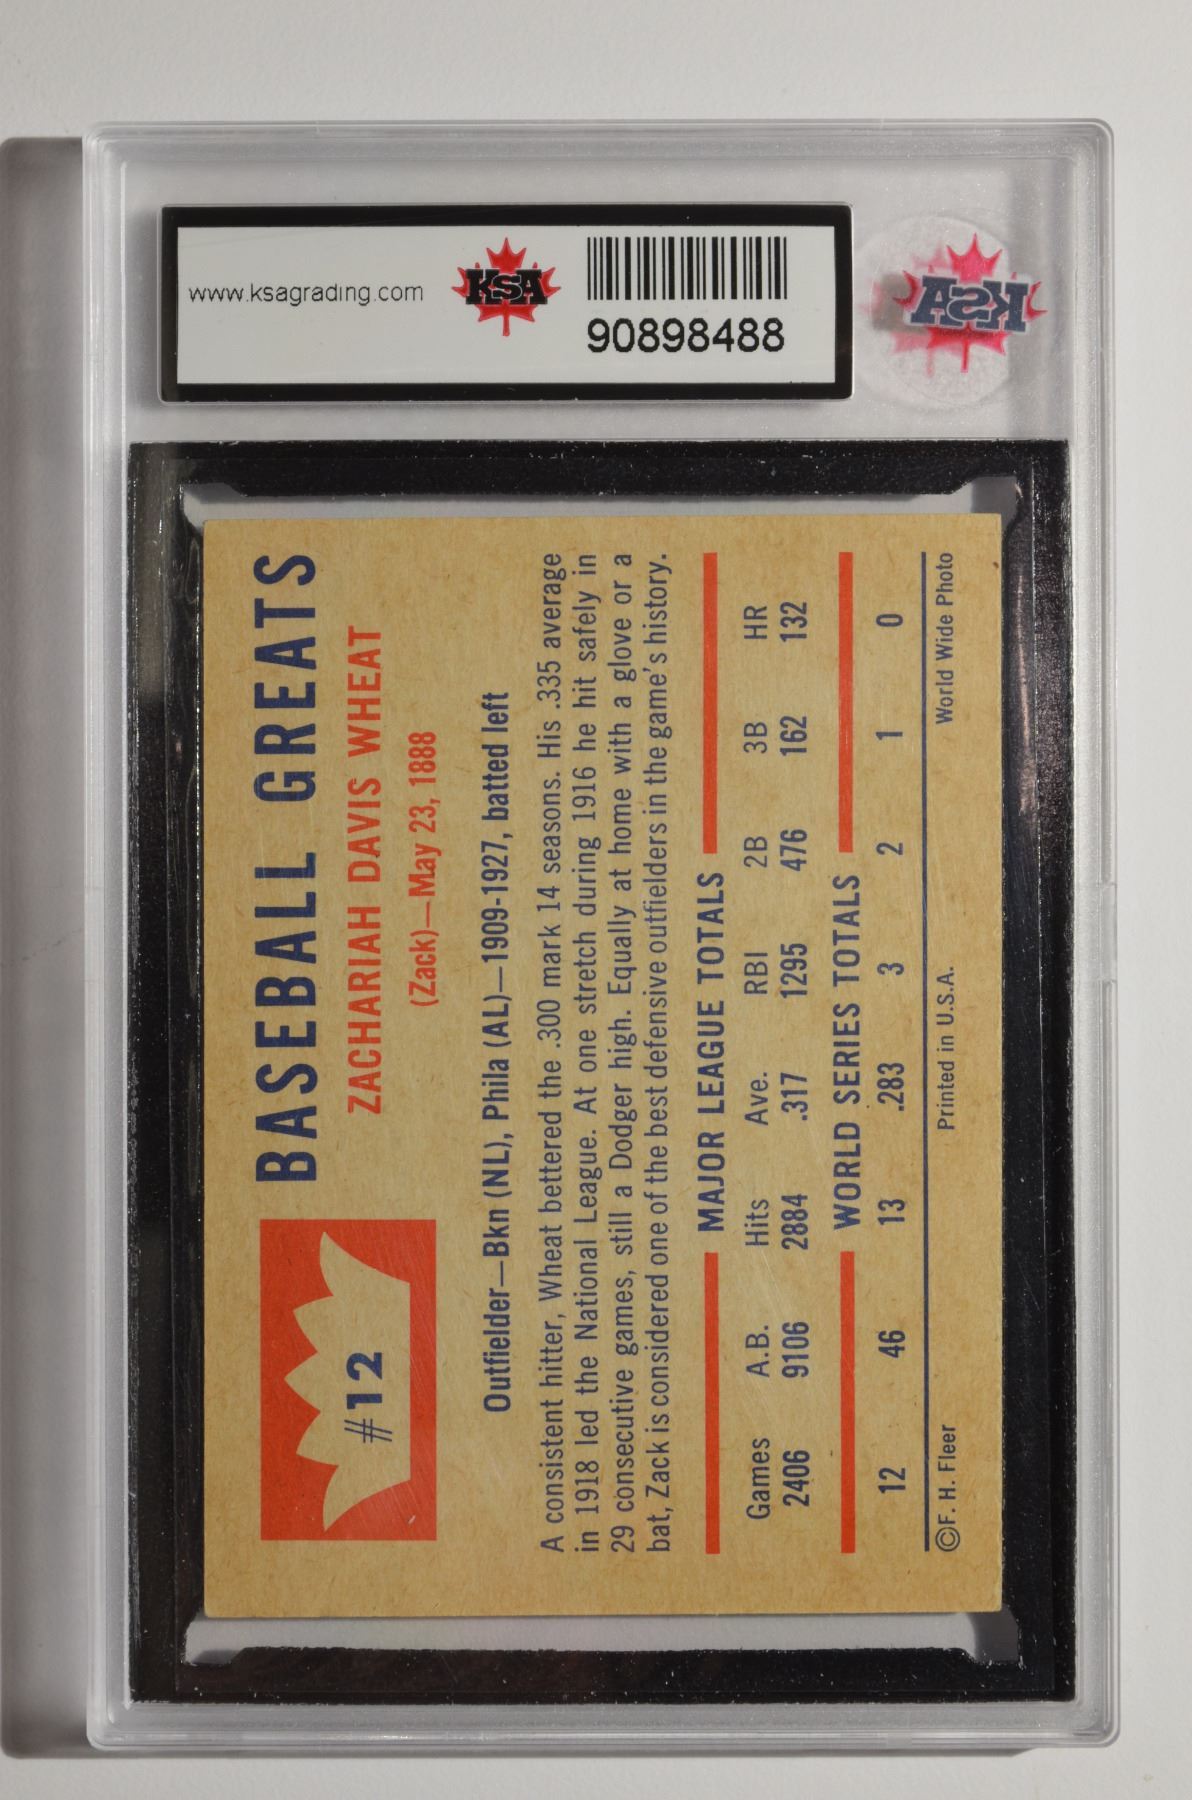 www.ksagrading.com
KSA
90898488
KSA
#12
BASEBALL GREATS
ZACHARIAH DAVIS WHEAT
(Zack)—May 23, 1888
Outfielder—Bkn (NL), Phila (AL)—1909-1927, batted left
A consistent hitter, Wheat bettered the .300 mark 14 seasons. His .335 average
in 1918 led the National League. At one stretch during 1916 he hit safely in
29 consecutive games, still a Dodger high. Equally at home with a glove or a
bat, Zack is considered one of the best defensive outfielders in the game's history.
MAJOR LEAGUE TOTALS
Games A.B. Hits Ave. RBI 2B 3B HR
2406 9106 2884 .317 1295 476 162 132
WORLD SERIES TOTALS
12 46 13 .283 3 2 1 0
©F. H. Fleer Printed in U.S.A. World Wide Photo